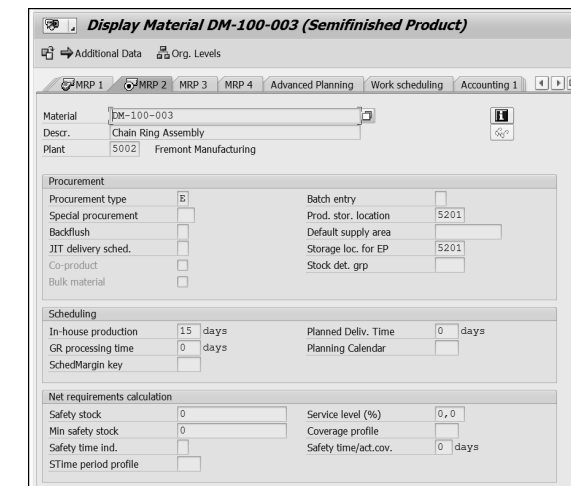 Display Material DM-100-003 (Semifinished Product)
Additional Data Org. Levels
MRP 1 MRP 2 MRP 3 MRP 4 Advanced Planning Work scheduling Accounting 1
Material DM-100-003
Descr. Chain Ring Assembly
Plant 5002 Fremont Manufacturing
Procurement
Procurement type E Batch entry
Special procurement Prod. stor. location 5201
Backflush Default supply area
JIT delivery sched. Storage loc. for EP 5201
Co-product Stock det. grp
Bulk material
Scheduling
In-house production 15 days Planned Deliv. Time 0 days
GR processing time 0 days Planning Calendar
SchedMargin key
Net requirements calculation
Safety stock 0 Service level (%) 0,0
Min safety stock 0 Coverage profile
Safety time ind. Safety time/act.cov. 0 days
STime period profile